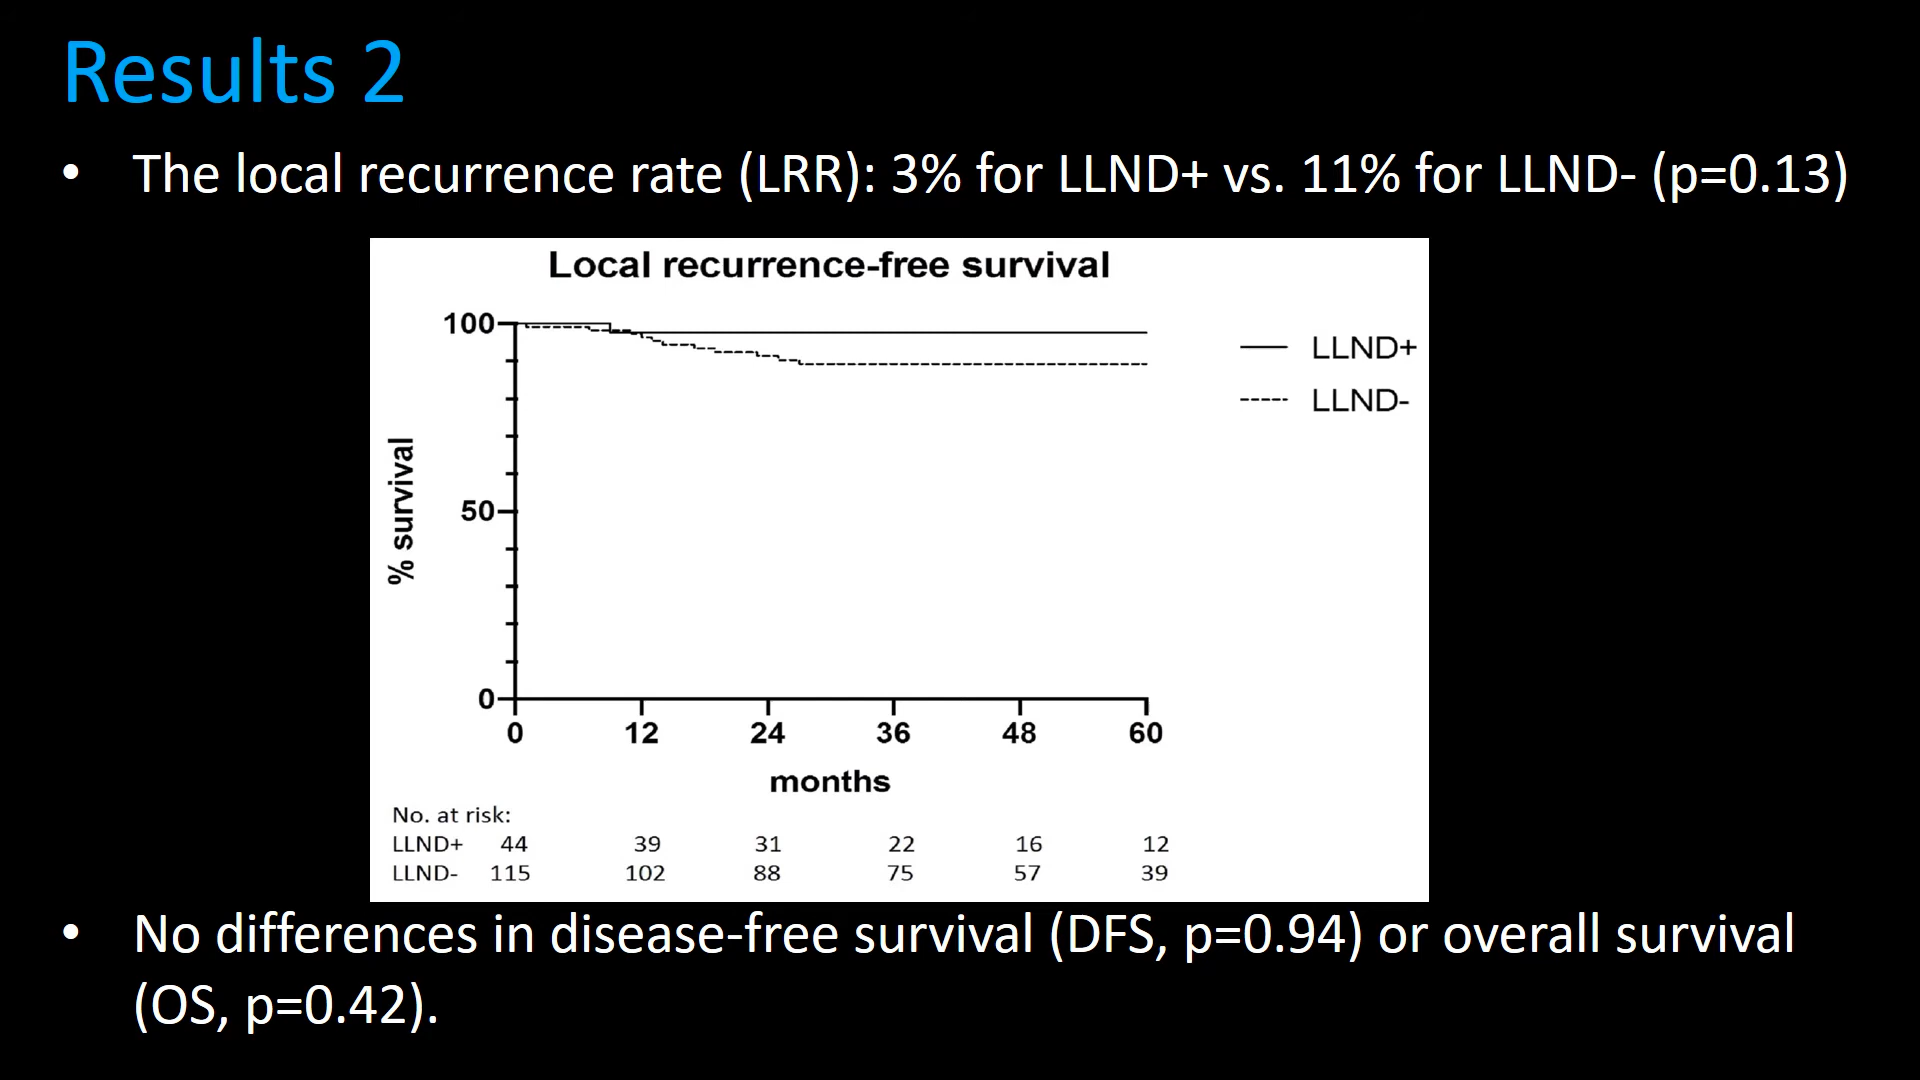 Results 2
• The local recurrence rate (LRR): 3% for LLND+ vs. 11% for LLND- (p=0.13)
Local recurrence-free survival
100
50
0
% survival
0 12 24 36 48 60
months
LLND+
LLND-
No. at risk:
LLND+ 44 39 31 22 16 12
LLND- 115 102 88 75 57 39
• No differences in disease-free survival (DFS, p=0.94) or overall survival
(OS, p=0.42).